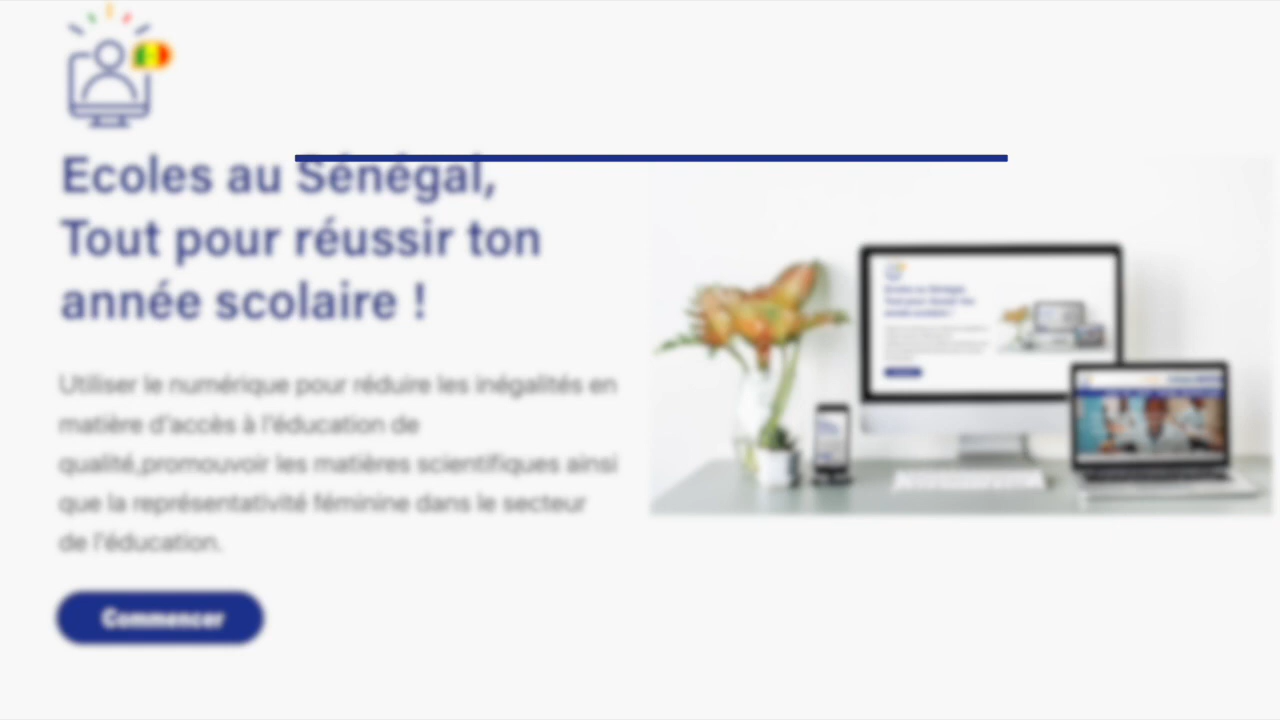 Ecoles au Sénégal,
Tout pour réussir ton
année scolaire !
Utiliser le numérique pour réduire les inégalités en
matière d'accès à l'éducation de
qualité,promouvoir les matières scientifiques ainsi
que la représentativité féminine dans le secteur
de l'éducation.
Commencer